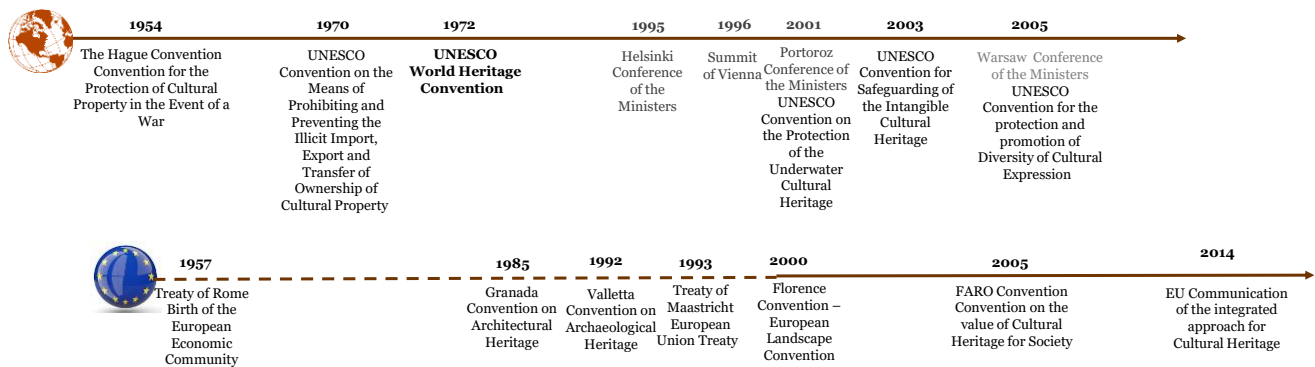 1954
The Hague Convention
Convention for the
Protection of Cultural
Property in the Event of a
War
1970
UNESCO
Convention on the
Means of
Prohibiting and
Preventing the
Illicit Import,
Export and
Transfer of
Ownership of
Cultural Property
1972
UNESCO
World Heritage
Convention
1995
Helsinki
Conference
of the
Ministers
1996
Summit
of Vienna
2001
Portoroz
Conference of
the Ministers
UNESCO
Convention on
the Protection
of the
Underwater
Cultural
Heritage
2003
UNESCO
Convention for
Safeguarding of
the Intangible
Cultural
Heritage
2005
Warsaw Conference
of the Ministers
UNESCO
Convention for the
protection and
promotion of
Diversity of Cultural
Expression
1957
Treaty of Rome
Birth of the
European
Economic
Community
1985
Granada
Convention on
Architectural
Heritage
1992
Valletta
Convention on
Archaeological
Heritage
1993
Treaty of
Maastricht
European
Union Treaty
2000
Florence
Convention –
European
Landscape
Convention
2005
FARO Convention
Convention on the
value of Cultural
Heritage for Society
2014
EU Communication
of the integrated
approach for
Cultural Heritage